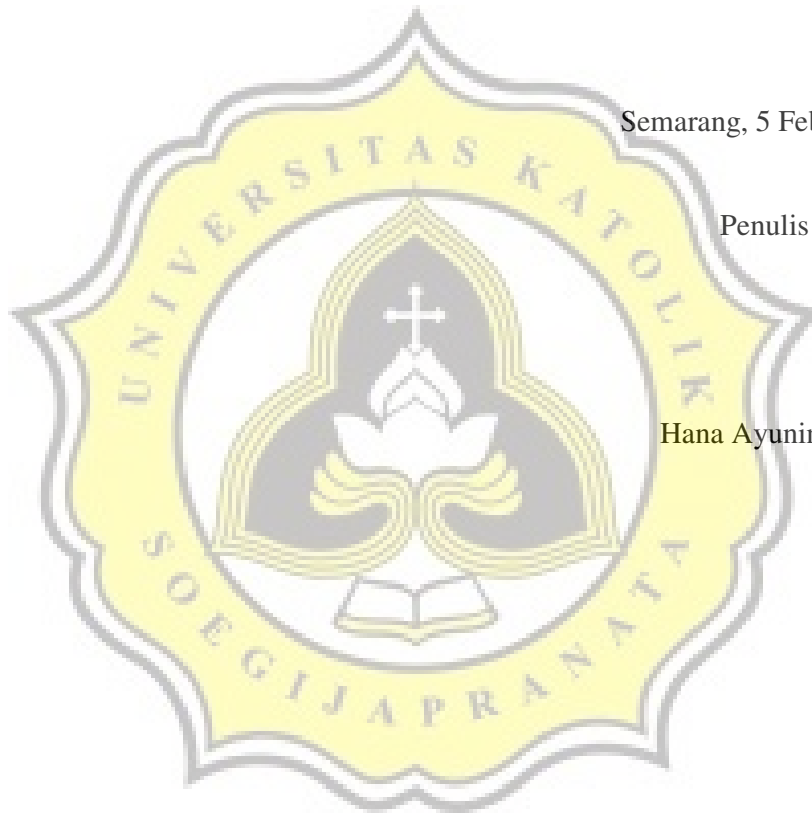 Semarang, 5 Feb
Penulis
Hana Ayunin
UNIVERSITAS KATOLIK
SOEGIJAPRANATA